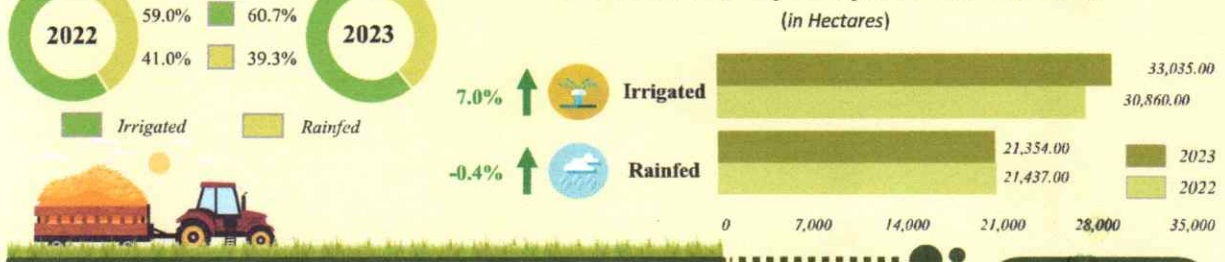 59.0% 60.7%
2022 2023
41.0% 39.3%
Irrigated Rainfed
(in Hectares)
7.0% Irrigated 33,035.00
30,860.00
-0.4% Rainfed 21,354.00
21,437.00
2023
2022
0 7,000 14,000 21,000 28,000 35,000